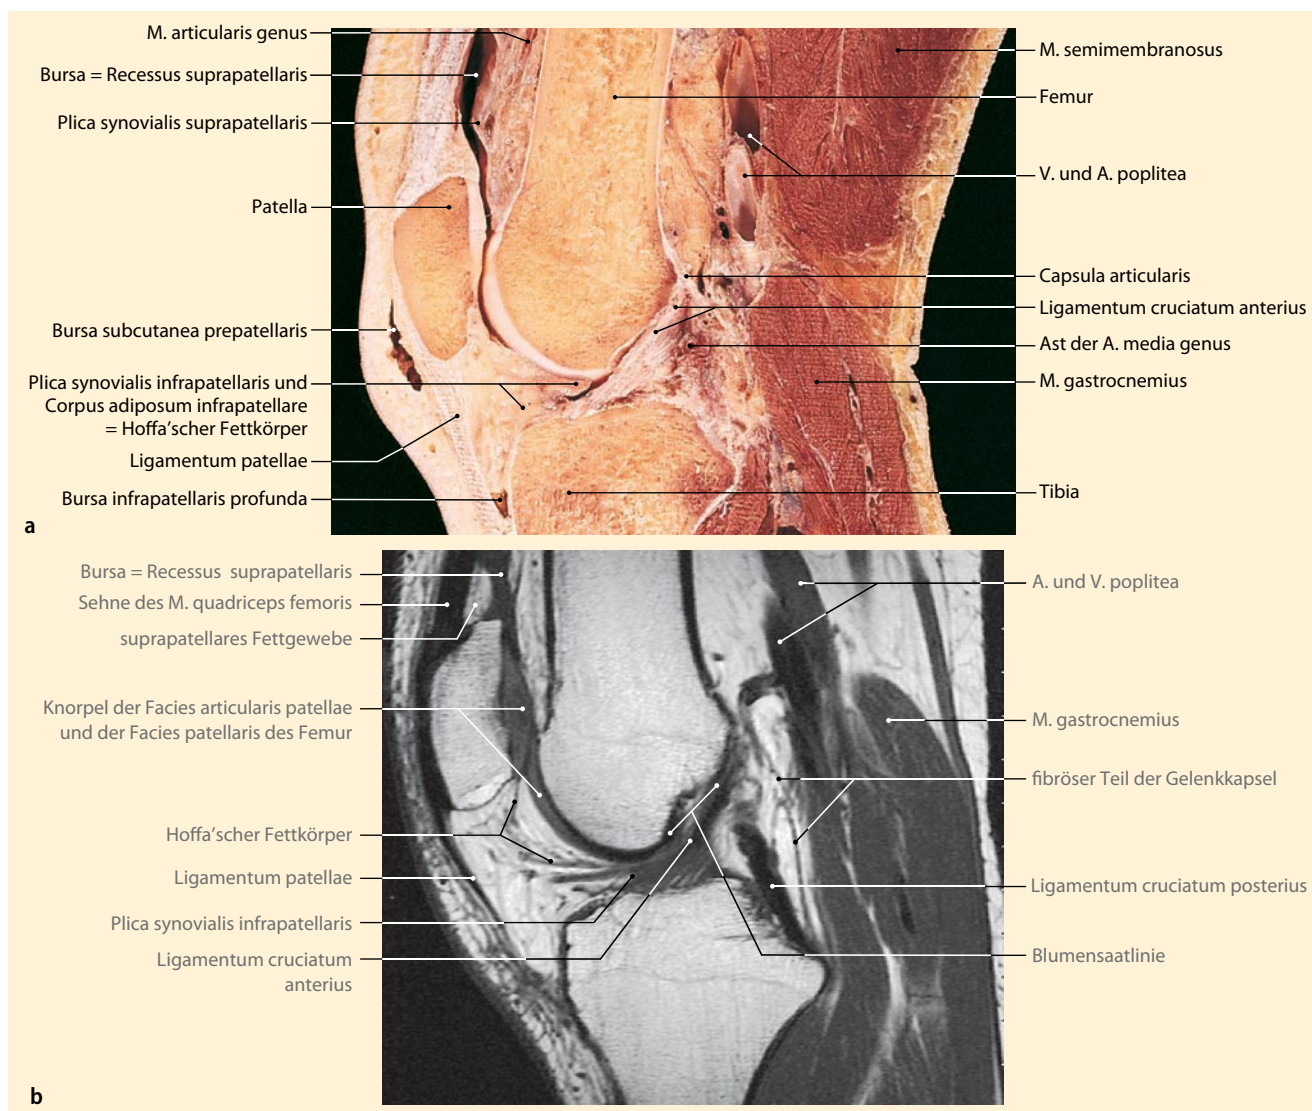 M. articularis genus
Bursa = Recessus suprapatellaris
Plica synovialis suprapatellaris
Patella
Bursa subcutanea prepatellaris
Plica synovialis infrapatellaris und
Corpus adiposum infrapatellare
= Hoffa'scher Fettkörper
Ligamentum patellae
Bursa infrapatellaris profunda
M. semimembranosus
Femur
V. und A. poplitea
Capsula articularis
Ligamentum cruciatum anterius
Ast der A. media genus
M. gastrocnemius
Tibia
a
Bursa = Recessus suprapatellaris
Sehne des M. quadriceps femoris
suprapatellares Fettgewebe
Knorpel der Facies articularis patellae
und der Facies patellaris des Femur
Hoffa'scher Fettkörper
Ligamentum patellae
Plica synovialis infrapatellaris
Ligamentum cruciatum
anterius
A. und V. poplitea
M. gastrocnemius
fibröser Teil der Gelenkkapsel
Ligamentum cruciatum posterius
Blumensaatlinie
b